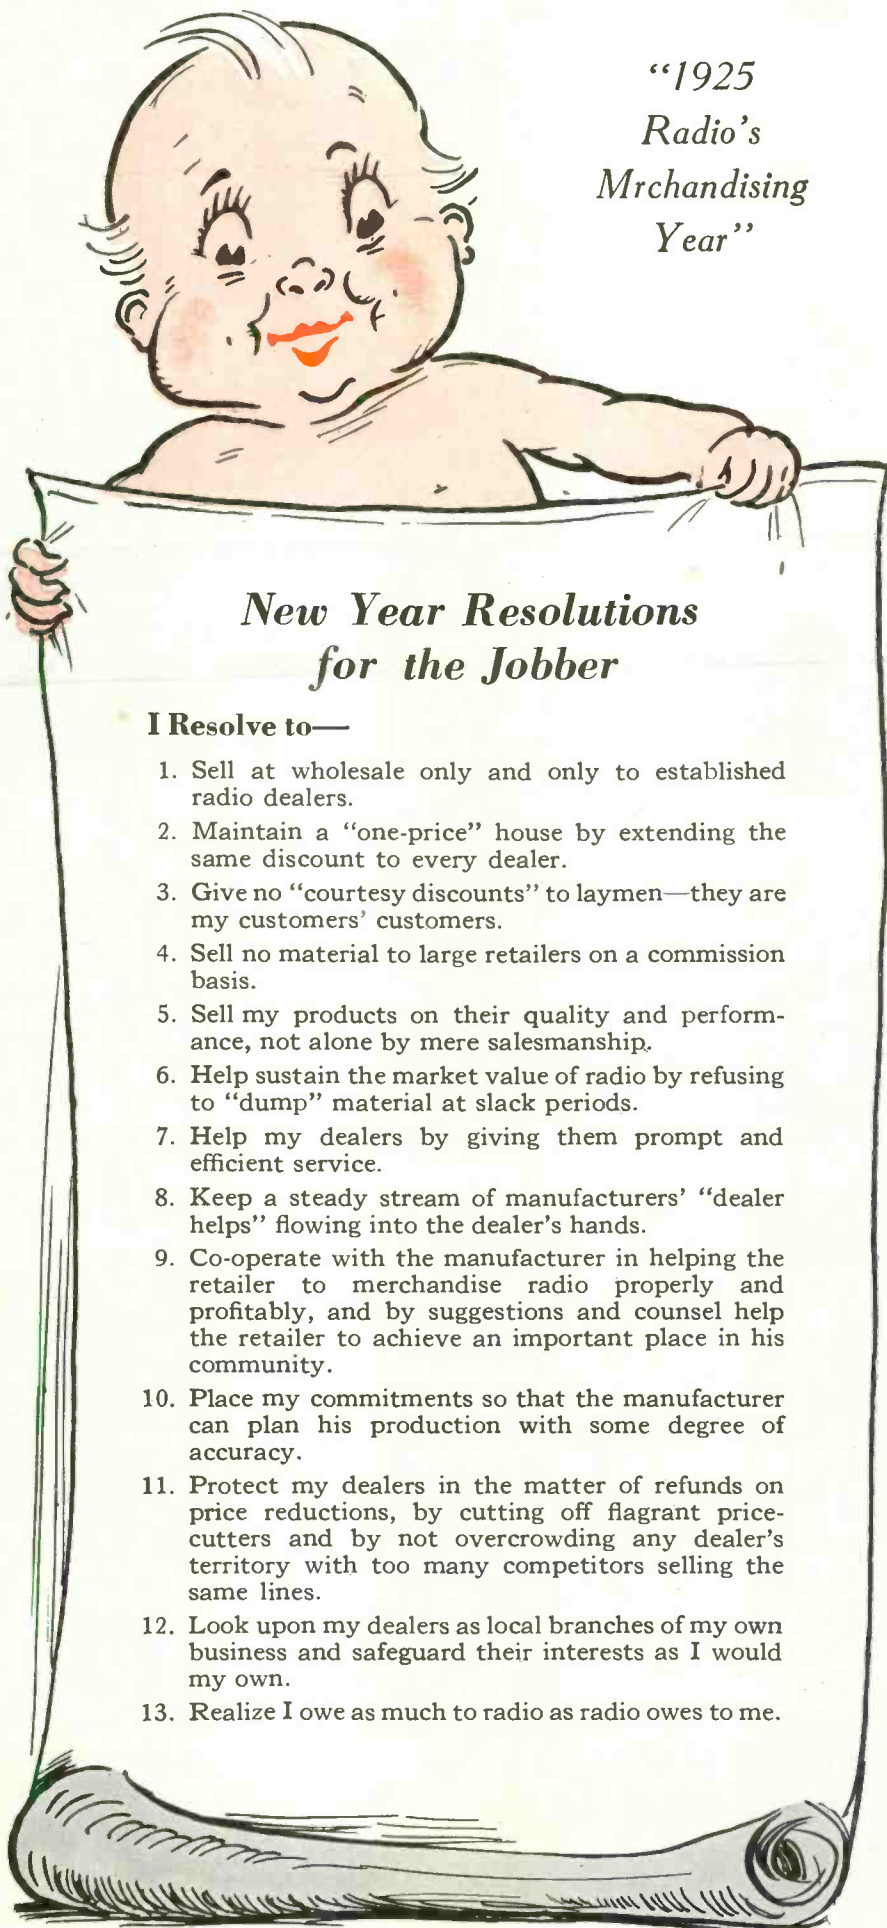 “1925
Radio’s
Mrchandising
Year”
New Year Resolutions
for the Jobber
I Resolve to—
1. Sell at wholesale only and only to established
radio dealers.
2. Maintain a “one-price” house by extending the
same discount to every dealer.
3. Give no “courtesy discounts” to laymen—they are
my customers’ customers.
4. Sell no material to large retailers on a commission
basis.
5. Sell my products on their quality and perform-
ance, not alone by mere salesmanship.
6. Help sustain the market value of radio by refusing
to “dump” material at slack periods.
7. Help my dealers by giving them prompt and
efficient service.
8. Keep a steady stream of manufacturers’ “dealer
helps” flowing into the dealer’s hands.
9. Co-operate with the manufacturer in helping the
retailer to merchandise radio properly and
profitably, and by suggestions and counsel help
the retailer to achieve an important place in his
community.
10. Place my commitments so that the manufacturer
can plan his production with some degree of
accuracy.
11. Protect my dealers in the matter of refunds on
price reductions, by cutting off flagrant price-
cutters and by not overcrowding any dealer’s
territory with too many competitors selling the
same lines.
12. Look upon my dealers as local branches of my own
business and safeguard their interests as I would
my own.
13. Realize I owe as much to radio as radio owes to me.